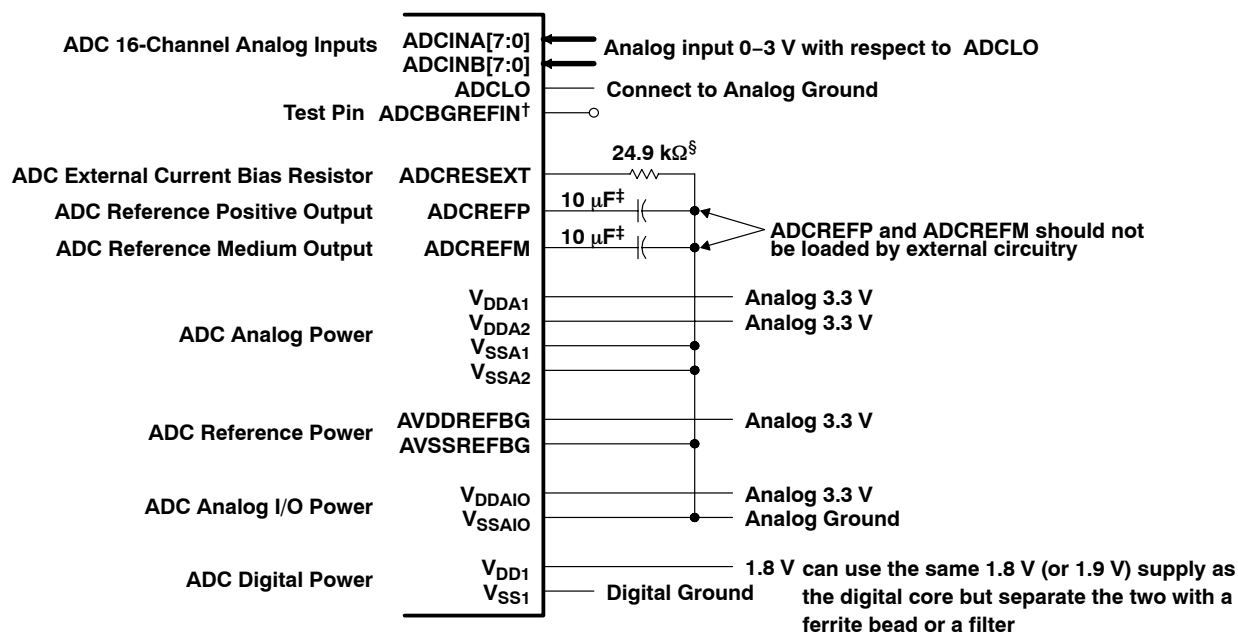 ADC 16-Channel Analog Inputs ADCINA[7:0] Analog input 0–3 V with respect to ADCLO
ADCINB[7:0]
ADCLO Connect to Analog Ground
Test Pin ADCBGREFIN†
24.9 kΩ§
ADC External Current Bias Resistor ADCRESEXT
ADC Reference Positive Output ADCREFP 10 μF‡
ADC Reference Medium Output ADCREFM 10 μF‡
ADCREFP and ADCREFM should not
be loaded by external circuitry
VDDA1 Analog 3.3 V
VDDA2 Analog 3.3 V
ADC Analog Power
VSSA1
VSSA2
AVDDREFBG Analog 3.3 V
ADC Reference Power
AVSSREFBG
VDDAIO Analog 3.3 V
ADC Analog I/O Power
VSSAIO Analog Ground
VDD1 1.8 V can use the same 1.8 V (or 1.9 V) supply as
ADC Digital Power
VSS1 Digital Ground the digital core but separate the two with a
ferrite bead or a filter